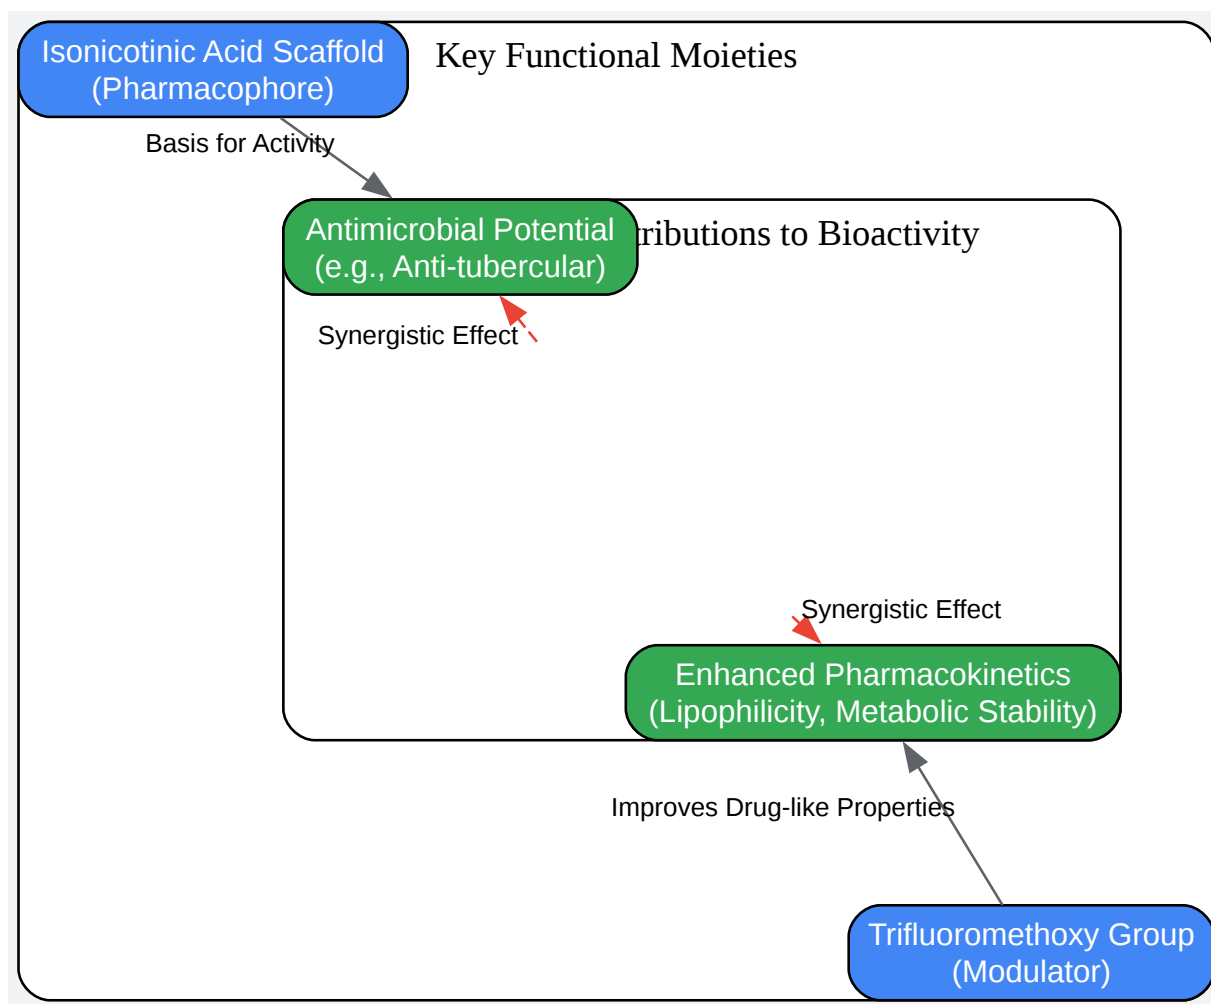 Isonicotinic Acid Scaffold
(Pharmacophore)
Key Functional Moieties
Basis for Activity
Antimicrobial Potential
(e.g., Anti-tubercular)
tributions to Bioactivity
Synergistic Effect
Synergistic Effect
Enhanced Pharmacokinetics
(Lipophilicity, Metabolic Stability)
Improves Drug-like Properties
Trifluoromethoxy Group
(Modulator)